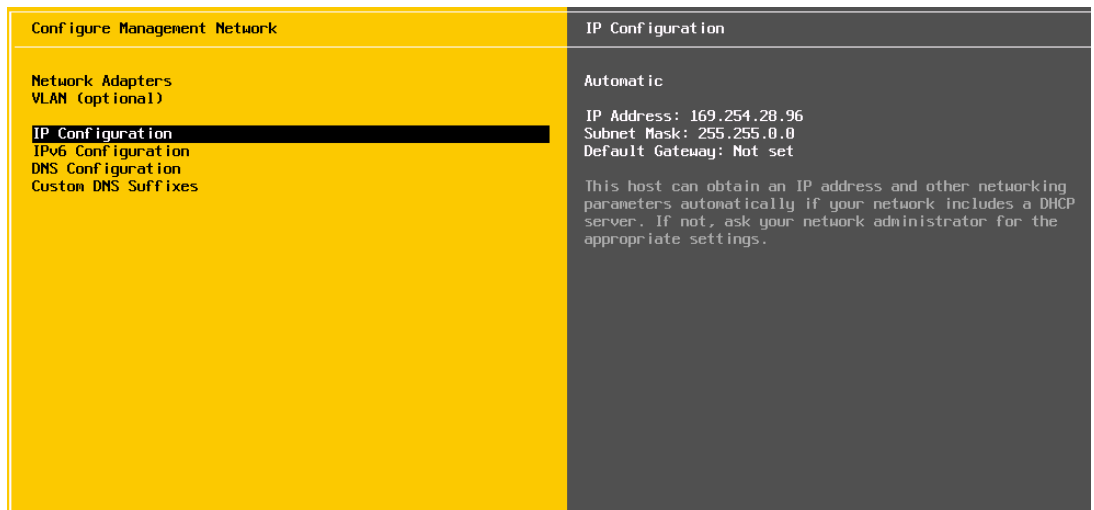 Configure Management Network
Network Adapters
VLAN (optional)
IP Configuration
IPv6 Configuration
DNS Configuration
Custom DNS Suffixes
IP Configuration
Automatic
IP Address: 169.254.28.96
Subnet Mask: 255.255.0.0
Default Gateway: Not set
This host can obtain an IP address and other networking
parameters automatically if your network includes a DHCP
server. If not, ask your network administrator for the
appropriate settings.